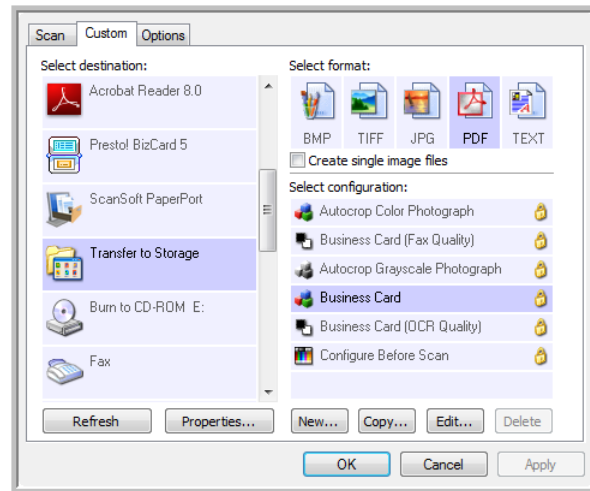 Scan Custom Options
Select destination:
Acrobat Reader 8.0
Presto! BizCard 5
ScanSoft PaperPort
Transfer to Storage
Burn to CD-ROM E:
Fax
Refresh Properties...
Select format:
BMP TIFF JPG PDF TEXT
Create single image files
Select configuration:
Autocrop Color Photograph
Business Card (Fax Quality)
Autocrop Grayscale Photograph
Business Card
Business Card (OCR Quality)
Configure Before Scan
New... Copy... Edit... Delete
OK Cancel Apply